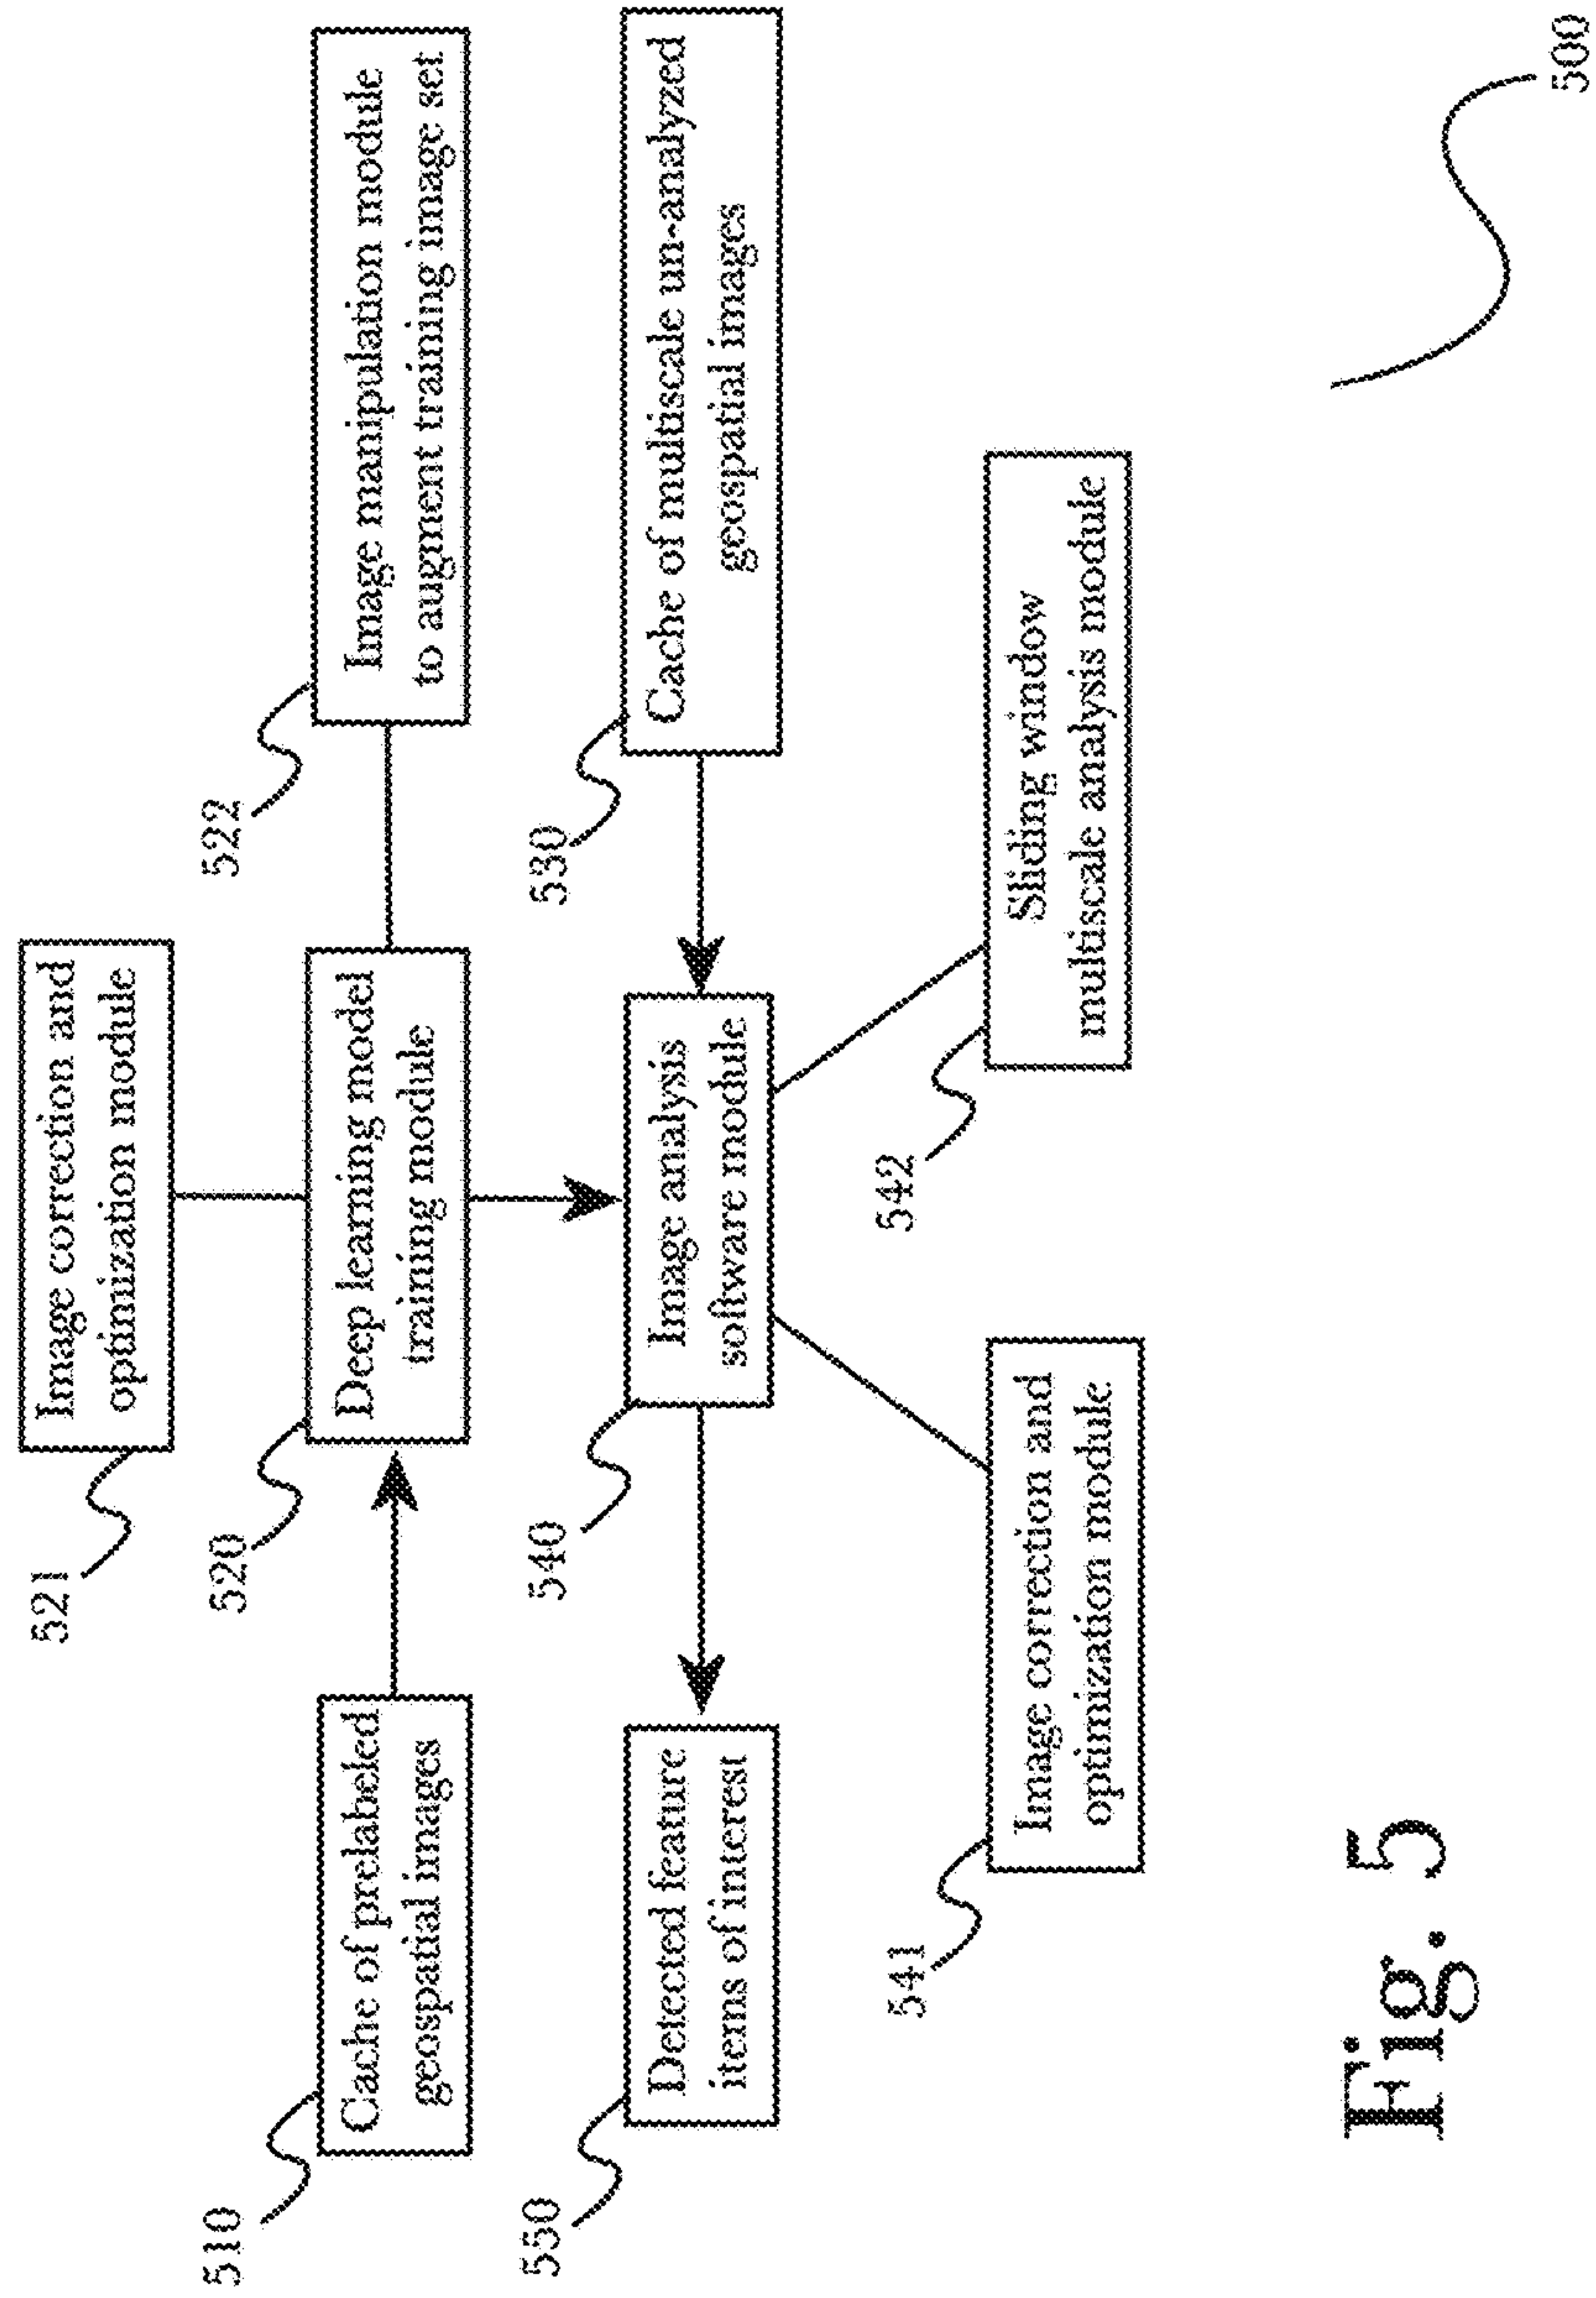 521
Image correction and
optimization module
510
Cache of prelabeled
geospatial images
520
Deep learning model
training module
522
Image manipulation module
to augment training image set
550
Detected feature
items of interest
540
Image analysis
software module
530
Cache of multiscale un-analyzed
geospatial images
541
Image correction and
optimization module
542
Sliding window
multiscale analysis module
Fig. 5
500